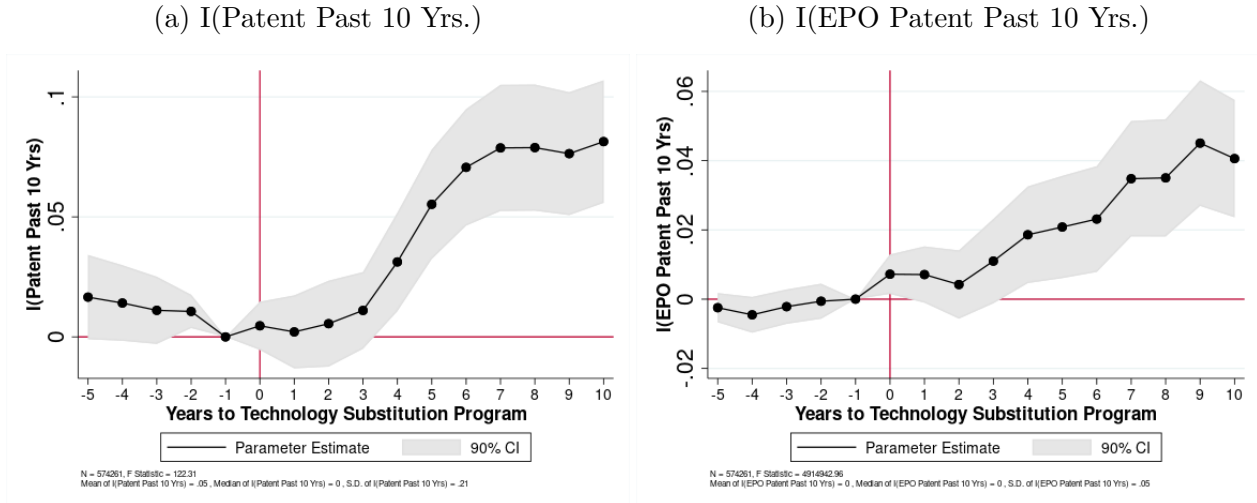 (a) I(Patent Past 10 Yrs.)
I(Patent Past 10 Yrs)
.1
.05
0
-5 -4 -3 -2 -1 0 1 2 3 4 5 6 7 8 9 10
Years to Technology Substitution Program
Parameter Estimate 90% CI
N = 574261, F Statistic = 122.31
Mean of I(Patent Past 10 Yrs) = .05 , Median of I(Patent Past 10 Yrs) = 0 , S.D. of I(Patent Past 10 Yrs) = .21
(b) I(EPO Patent Past 10 Yrs.)
I(EPO Patent Past 10 Yrs)
.06
.04
.02
0
-.02
-5 -4 -3 -2 -1 0 1 2 3 4 5 6 7 8 9 10
Years to Technology Substitution Program
Parameter Estimate 90% CI
N = 574261, F Statistic = 4914942.96
Mean of I(EPO Patent Past 10 Yrs) = 0 , Median of I(EPO Patent Past 10 Yrs) = 0 , S.D. of I(EPO Patent Past 10 Yrs) = .05